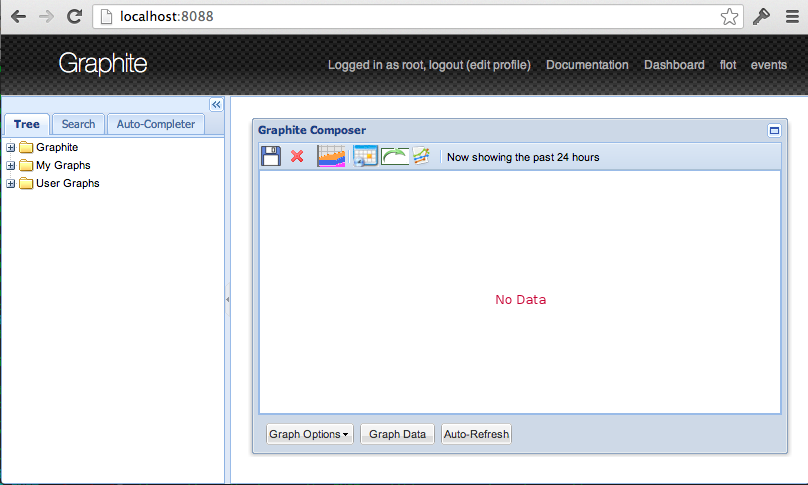 localhost:8088
Graphite
Logged in as root, logout (edit profile) Documentation Dashboard flot events
Tree Search Auto-Completer
Graphite
My Graphs
User Graphs
Graphite Composer
Now showing the past 24 hours
No Data
Graph Options Graph Data Auto-Refresh